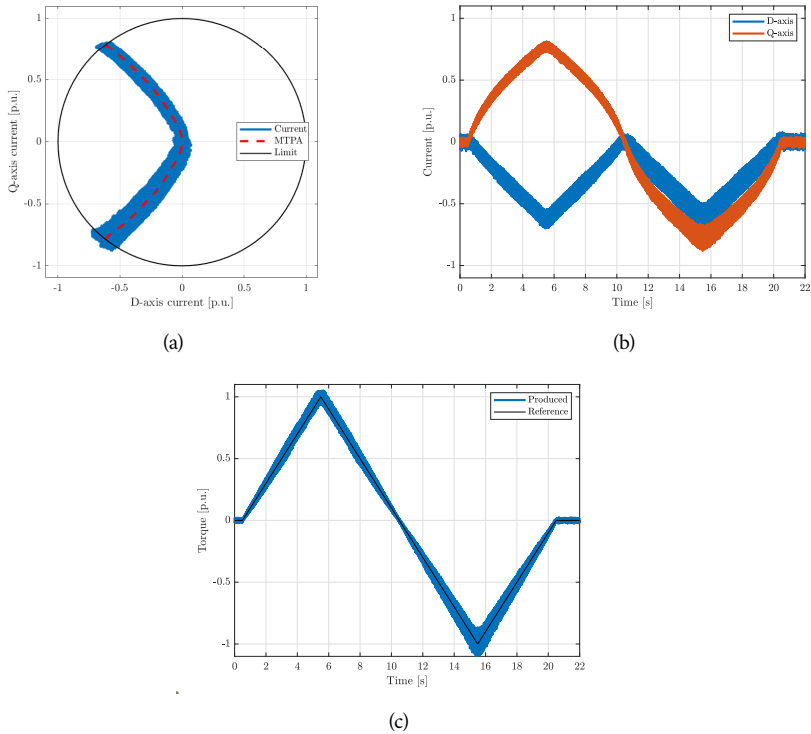 1
0.5
0
-0.5
-1
-1
-0.5
0
0.5
1
Q-axis current [p.u.]
D-axis current [p.u.]
Current
MTPA
Limit
(a)
1
0.5
0
-0.5
-1
0 2 4 6 8 10 12 14 16 18 20 22
Current [p.u.]
Time [s]
D-axis
Q-axis
(b)
1
0.5
0
-0.5
-1
0 2 4 6 8 10 12 14 16 18 20 22
Torque [p.u.]
Time [s]
Produced
Reference
(c)